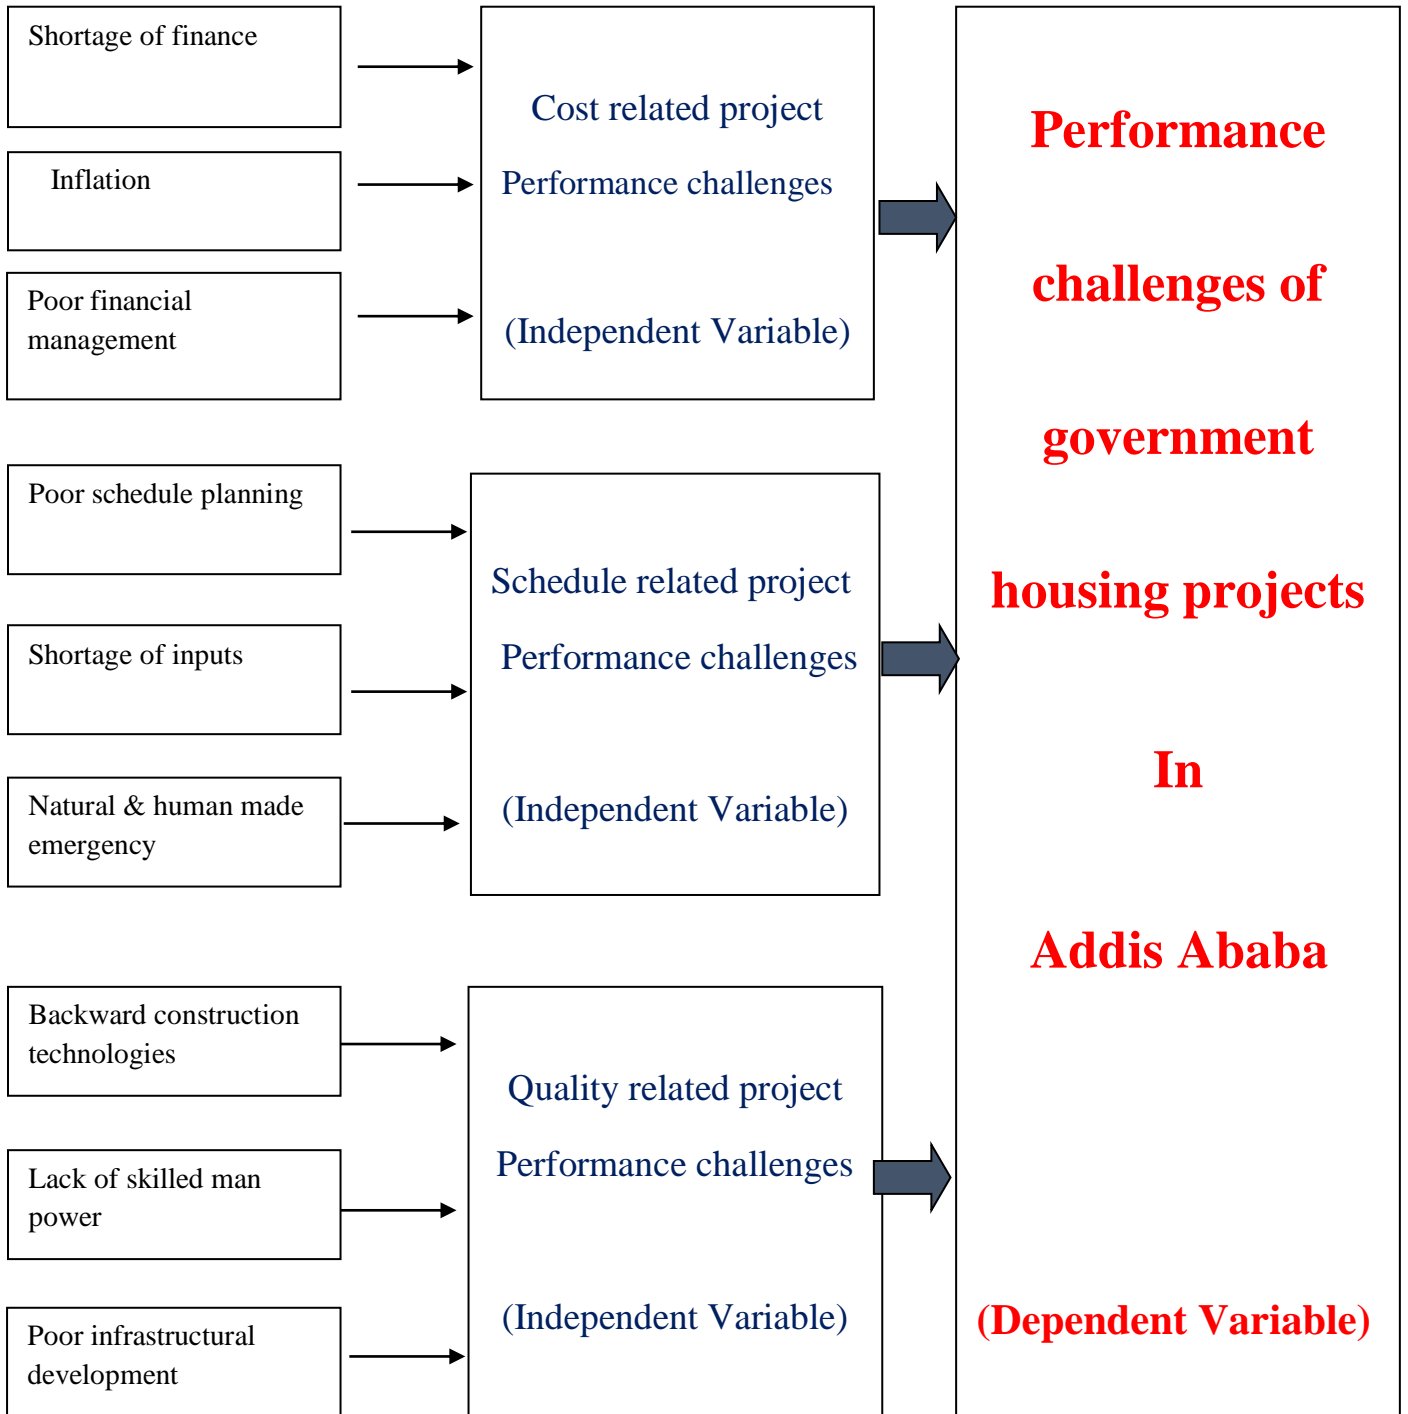 Shortage of finance
Inflation
Poor financial
management
Cost related project
Performance challenges
(Independent Variable)
Poor schedule planning
Shortage of inputs
Natural & human made
emergency
Schedule related project
Performance challenges
(Independent Variable)
Backward construction
technologies
Lack of skilled man
power
Poor infrastructural
development
Quality related project
Performance challenges
(Independent Variable)
Performance
challenges of
government
housing projects
In
Addis Ababa
(Dependent Variable)